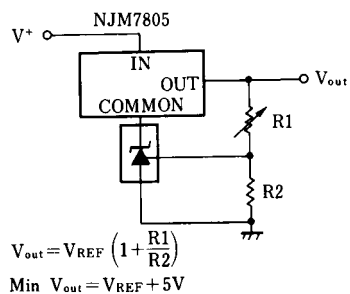 NJM7805
V⁺
IN
OUT
COMMON
Vout
R1
R2
Vout=VREF (1+R1/R2)
Min Vout=VREF+5V